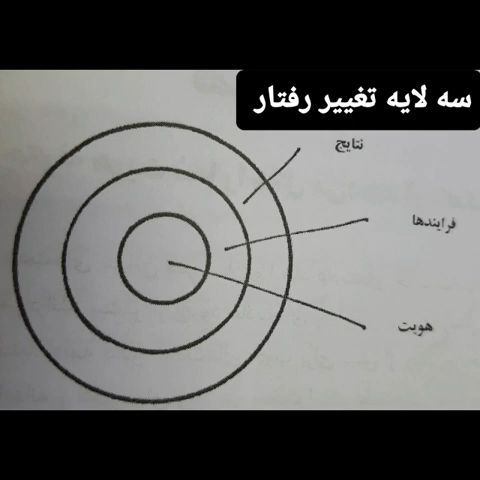 سه لایه تغییر رفتار
نتایج
فرایندها
هویت